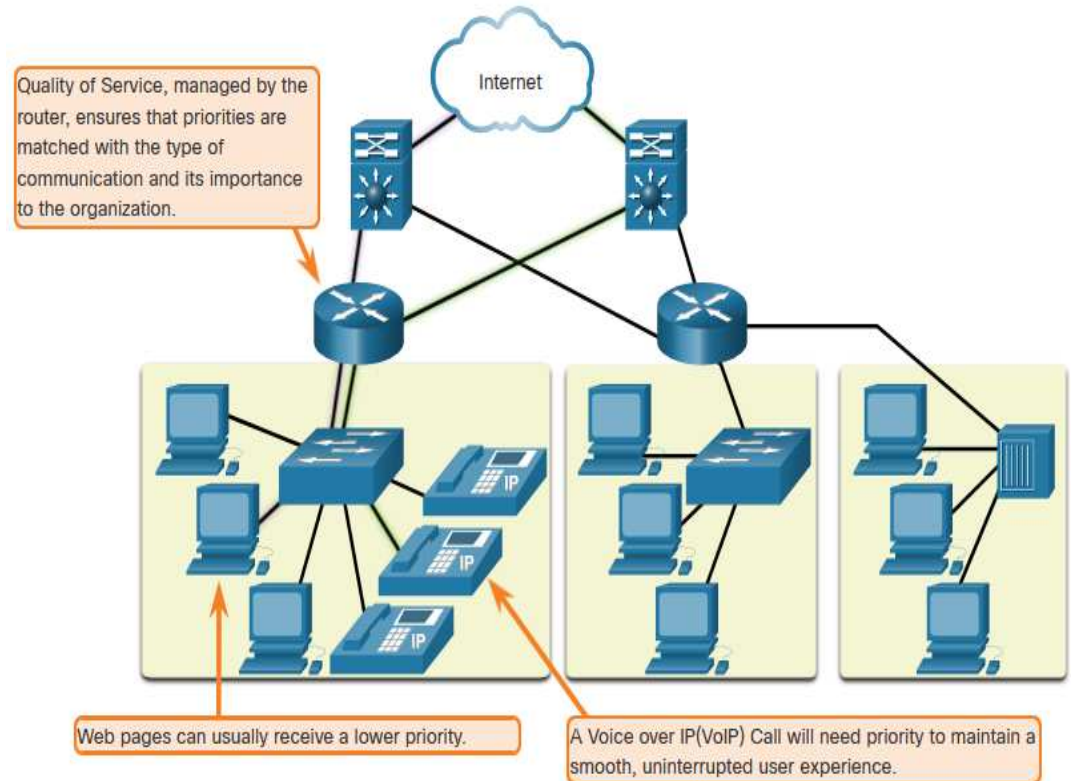 Internet
Quality of Service, managed by the
router, ensures that priorities are
matched with the type of
communication and its importance
to the organization.
IP
IP
IP
Web pages can usually receive a lower priority.
A Voice over IP(VoIP) Call will need priority to maintain a
smooth, uninterrupted user experience.